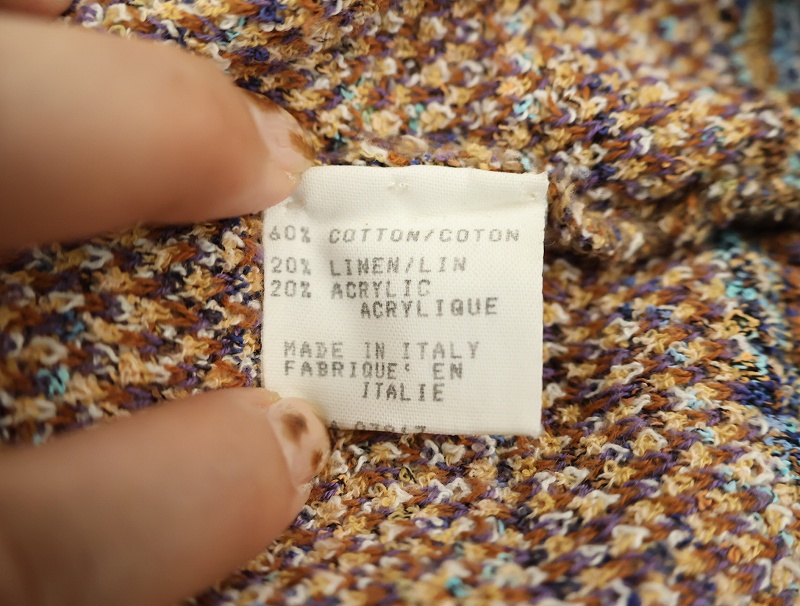 60% COTTON/COTON
20% LINEN/LIN
20% ACRYLIC
ACRYLIQUE
MADE IN ITALY
FABRIQUE' EN
ITALIE